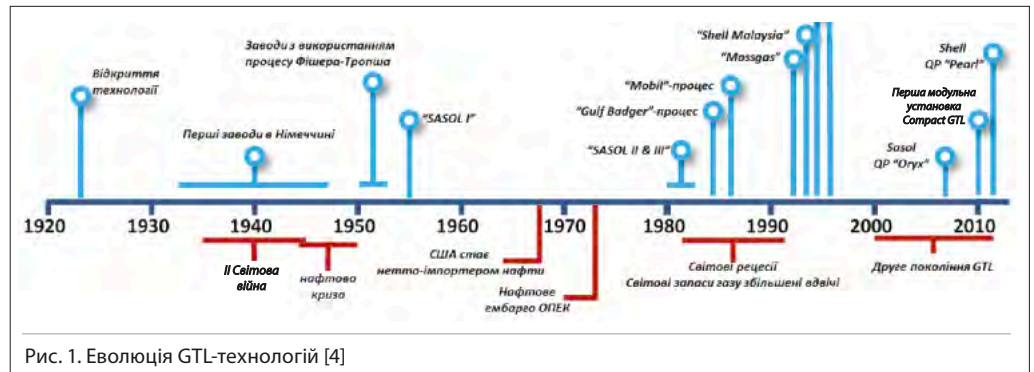 Відкриття
технології
Перші заводи в Німеччині
Заводи з використанням
процесу Фішера-Тропша
"SASOL I"
"SASOL II & III"
"Gulf Badger"-процес
"Mobil"-процес
"Mossgas"
"Shell Malaysia"
Sasol
QP "Oryx"
Перша модульна
установка
Compact GTL
Shell
QP "Pearl"
1920 1930 1940 1950 1960 1970 1980 1990 2000 2010
II Світова
війна
нафтова
криза
США стає
нетто-імпортером нафти
Нафтове
ембарго ОПЕК
Світові рецесії
Світові запаси газу збільшені вдвічі
Друге покоління GTL
Рис. 1. Еволюція GTL-технологій [4]